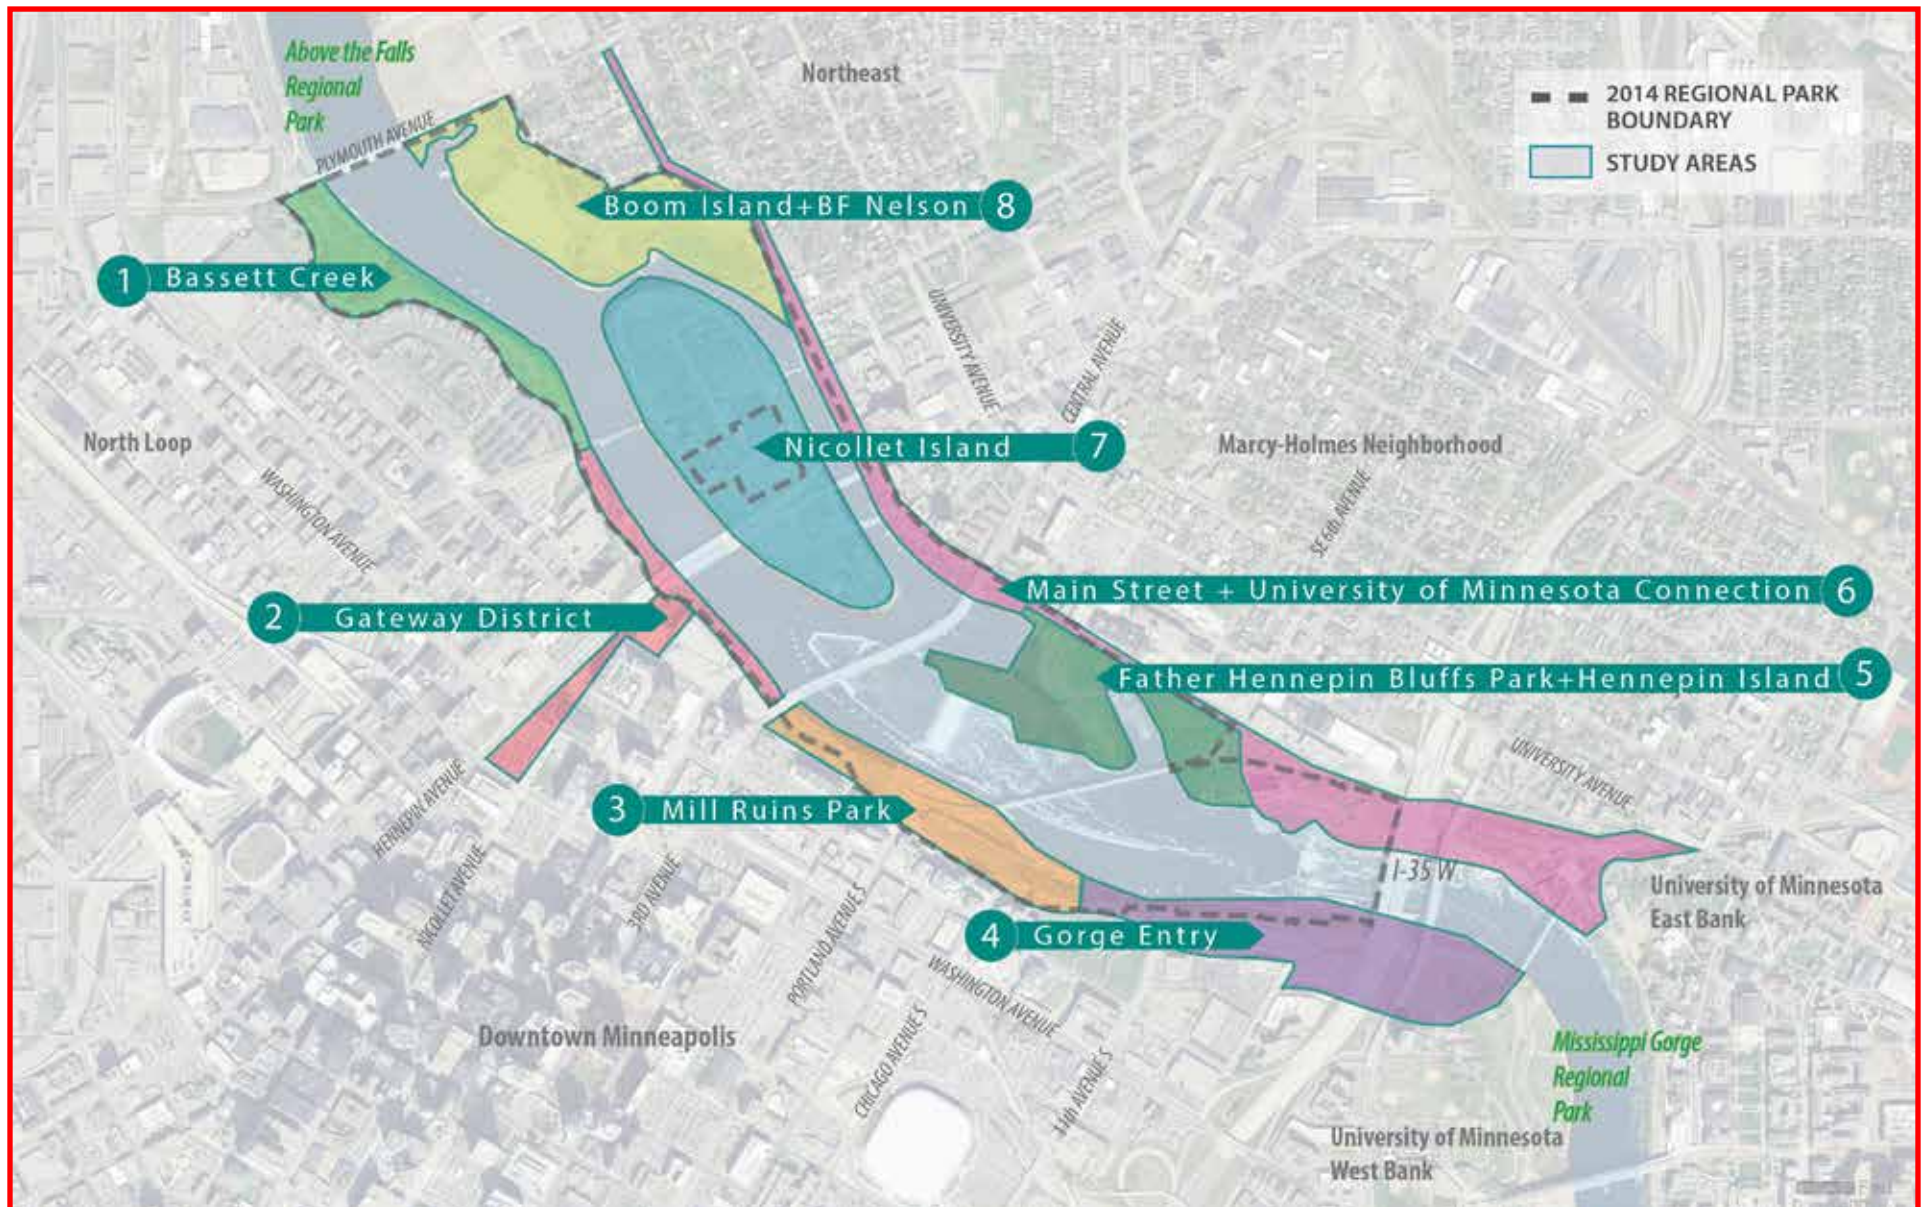 Above the Falls
Regional
Park
Northeast
2014 REGIONAL PARK
BOUNDARY
STUDY AREAS
PLYMOUTH AVENUE
Boom Island+BF Nelson 8
1 Bassett Creek
UNIVERSITY AVENUE
CENTRAL AVENUE
North Loop
Nicollet Island 7
Marcy-Holmes Neighborhood
WASHINGTON AVENUE
SE 6th AVENUE
Main Street + University of Minnesota Connection 6
2 Gateway District
Father Hennepin Bluffs Park+Hennepin Island 5
UNIVERSITY AVENUE
HENNEPIN AVENUE
3 Mill Ruins Park
NICOLLET AVENUE
3RD AVENUE
I-35 W
University of Minnesota
East Bank
PORTLAND AVENUE S
4 Gorge Entry
WASHINGTON AVENUE
Downtown Minneapolis
CHICAGO AVENUE S
11th AVENUE S
Mississippi Gorge
Regional
Park
University of Minnesota
West Bank